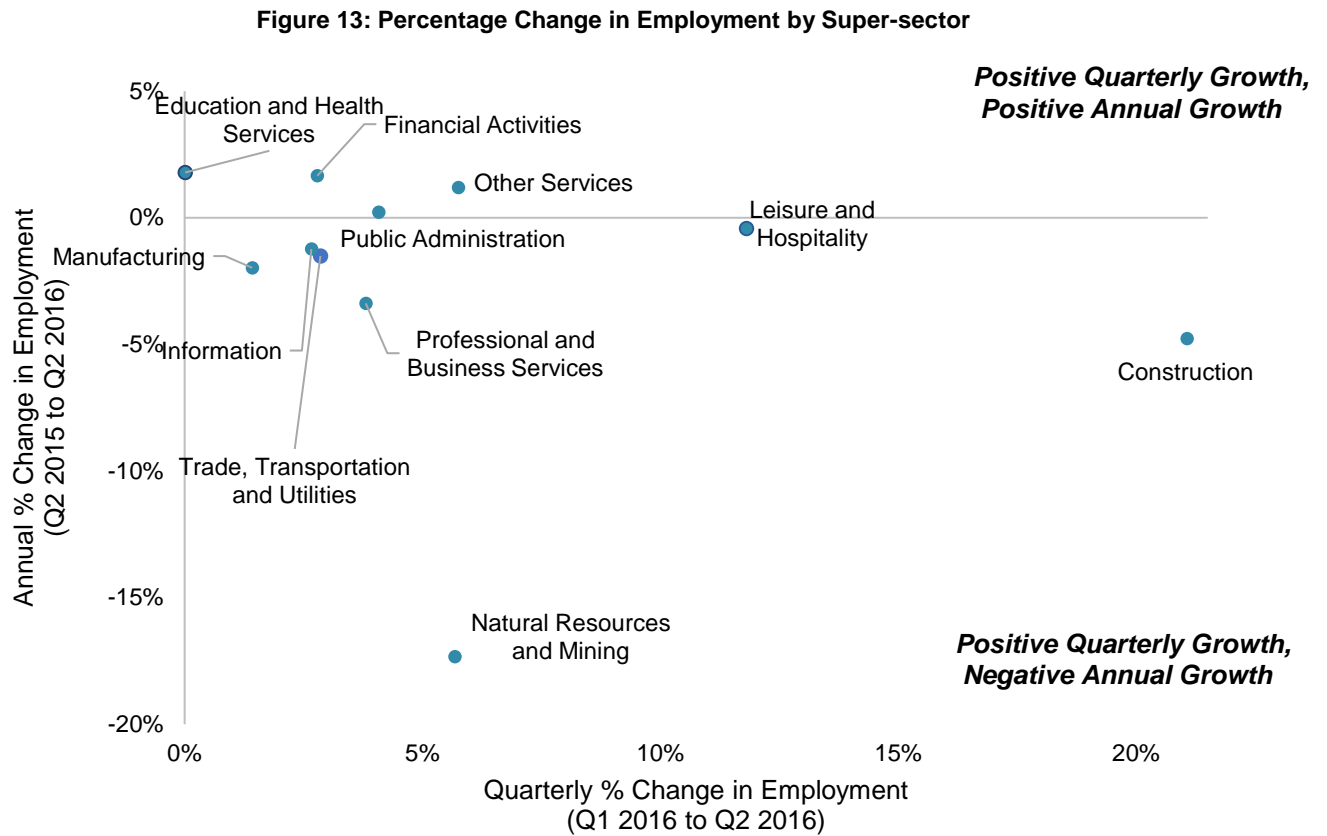 Figure 13: Percentage Change in Employment by Super-sector
Positive Quarterly Growth,
Positive Annual Growth
5%
Education and Health
Services
Financial Activities
Other Services
0%
Leisure and
Hospitality
Public Administration
Manufacturing
-5%
Information
Professional and
Business Services
Construction
-10%
Trade, Transportation
and Utilities
-15%
Natural Resources
and Mining
Positive Quarterly Growth,
Negative Annual Growth
-20%
Annual % Change in Employment
(Q2 2015 to Q2 2016)
0%
5%
10%
15%
20%
Quarterly % Change in Employment
(Q1 2016 to Q2 2016)